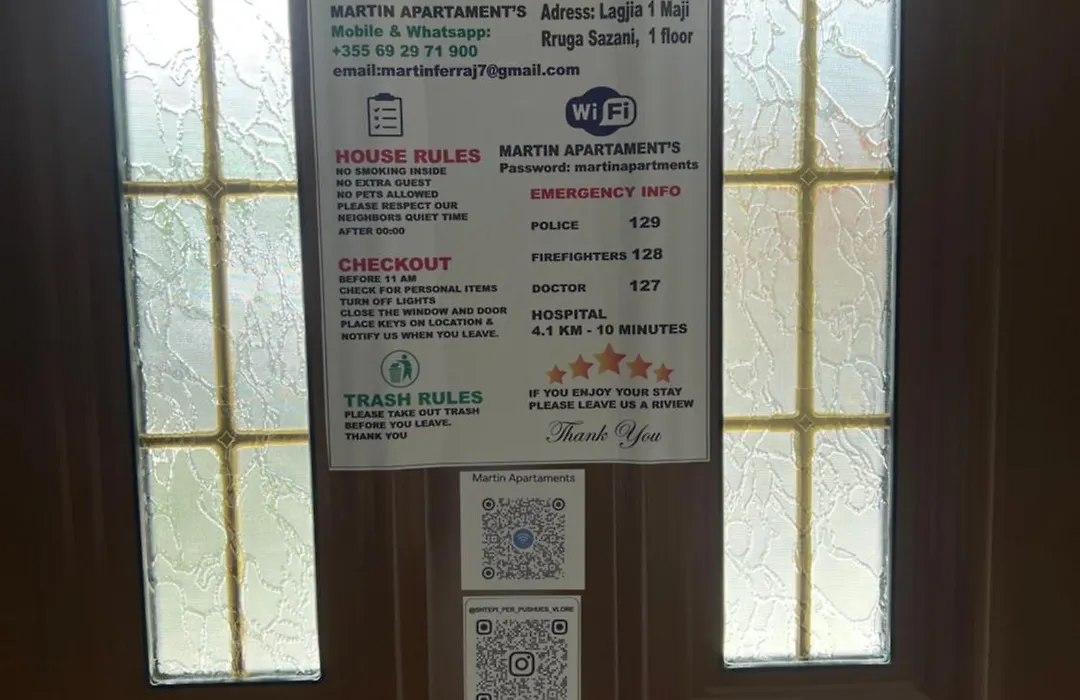 MARTIN APARTAMENT'S
Mobile & Whatsapp:
+355 69 29 71 900
email:martinferraj7@gmail.com
Adress: Lagjia 1 Maji
Rruga Sazani, 1 floor
HOUSE RULES
NO SMOKING INSIDE
NO EXTRA GUEST
NO PETS ALLOWED
PLEASE RESPECT OUR
NEIGHBORS QUIET TIME
AFTER 00:00
CHECKOUT
BEFORE 11 AM
CHECK FOR PERSONAL ITEMS
TURN OFF LIGHTS
CLOSE THE WINDOW AND DOOR
PLACE KEYS ON LOCATION &
NOTIFY US WHEN YOU LEAVE.
TRASH RULES
PLEASE TAKE OUT TRASH
BEFORE YOU LEAVE.
THANK YOU
Wi Fi
MARTIN APARTAMENT'S
Password: martinapartments
EMERGENCY INFO
POLICE 129
FIREFIGHTERS 128
DOCTOR 127
HOSPITAL
4.1 KM - 10 MINUTES
IF YOU ENJOY YOUR STAY
PLEASE LEAVE US A RIVIEW
Thank You
Martin Apartaments
@SHTEPI_PER_PUSHUES_VLORE